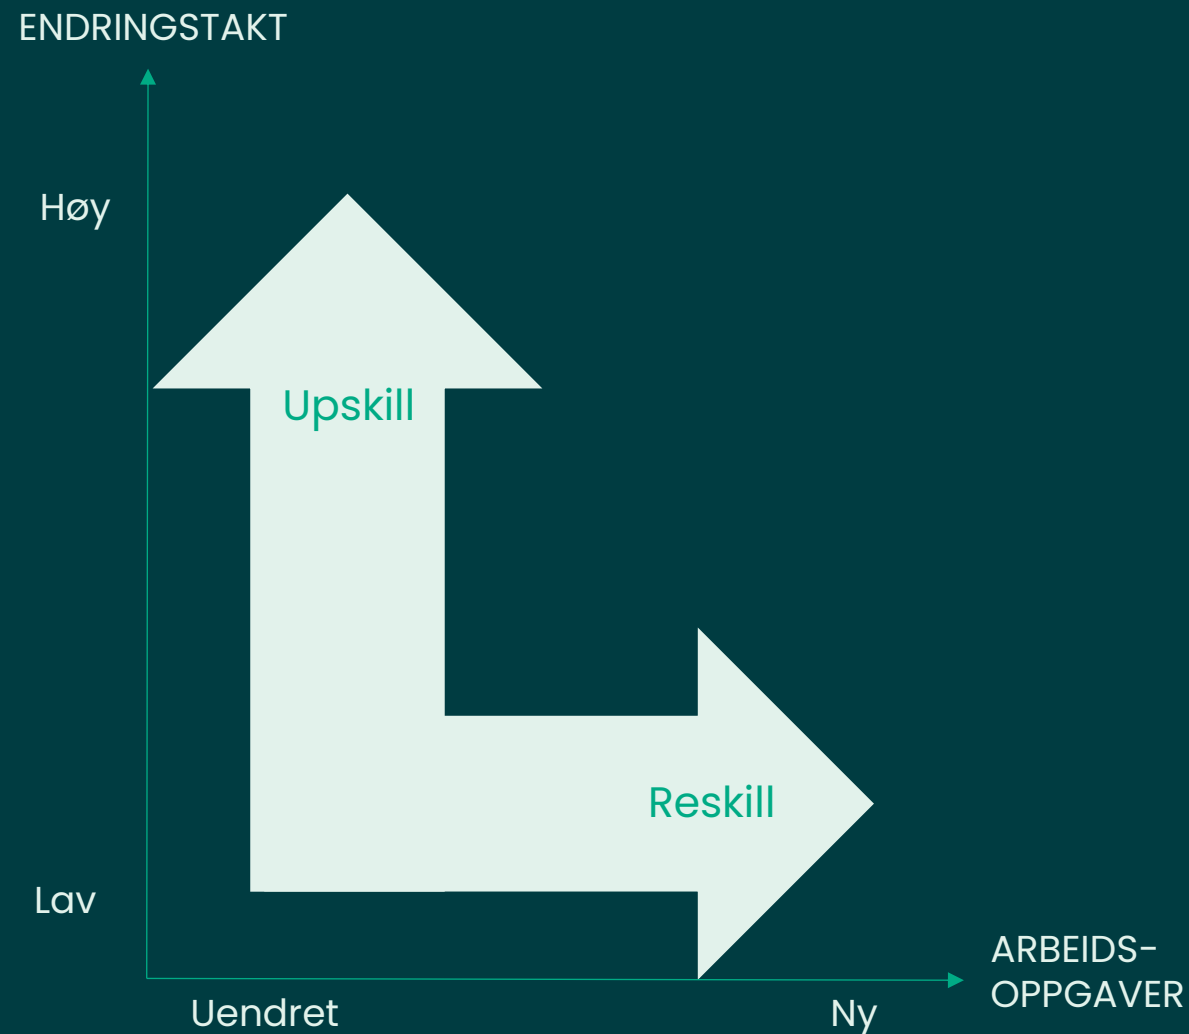 ENDRINGSTAKT
Høy
Upskill
Reskill
Lav
ARBEIDS-
OPPGAVER
Uendret
Ny